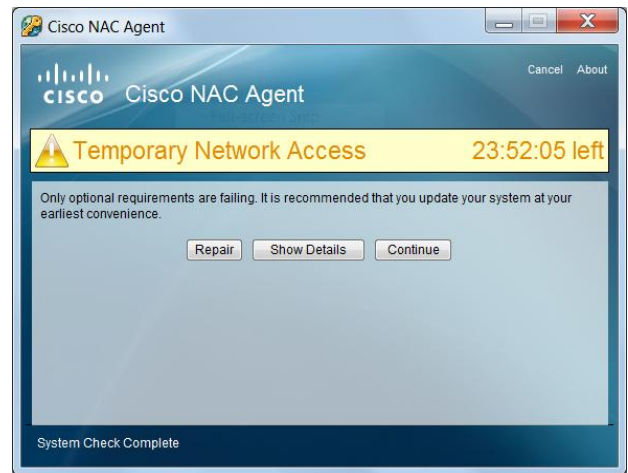 Cisco NAC Agent
Cancel About
CISCO Cisco NAC Agent
Temporary Network Access 23:52:05 left
Only optional requirements are failing. It is recommended that you update your system at your
earliest convenience.
Repair Show Details Continue
System Check Complete